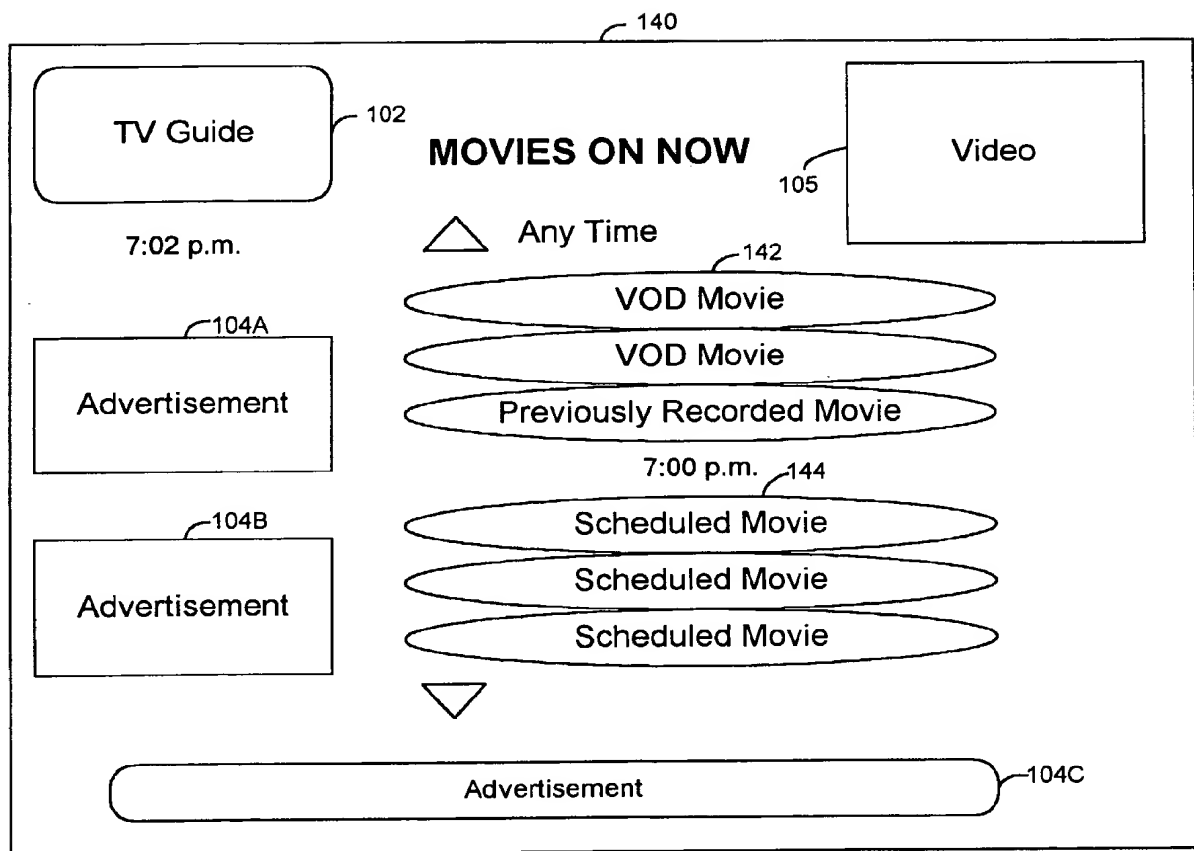 140
TV Guide
102
MOVIES ON NOW
105
Video
7:02 p.m.
Any Time
142
VOD Movie
VOD Movie
Previously Recorded Movie
104A
Advertisement
7:00 p.m.
144
Scheduled Movie
Scheduled Movie
Scheduled Movie
104B
Advertisement
Advertisement
104C